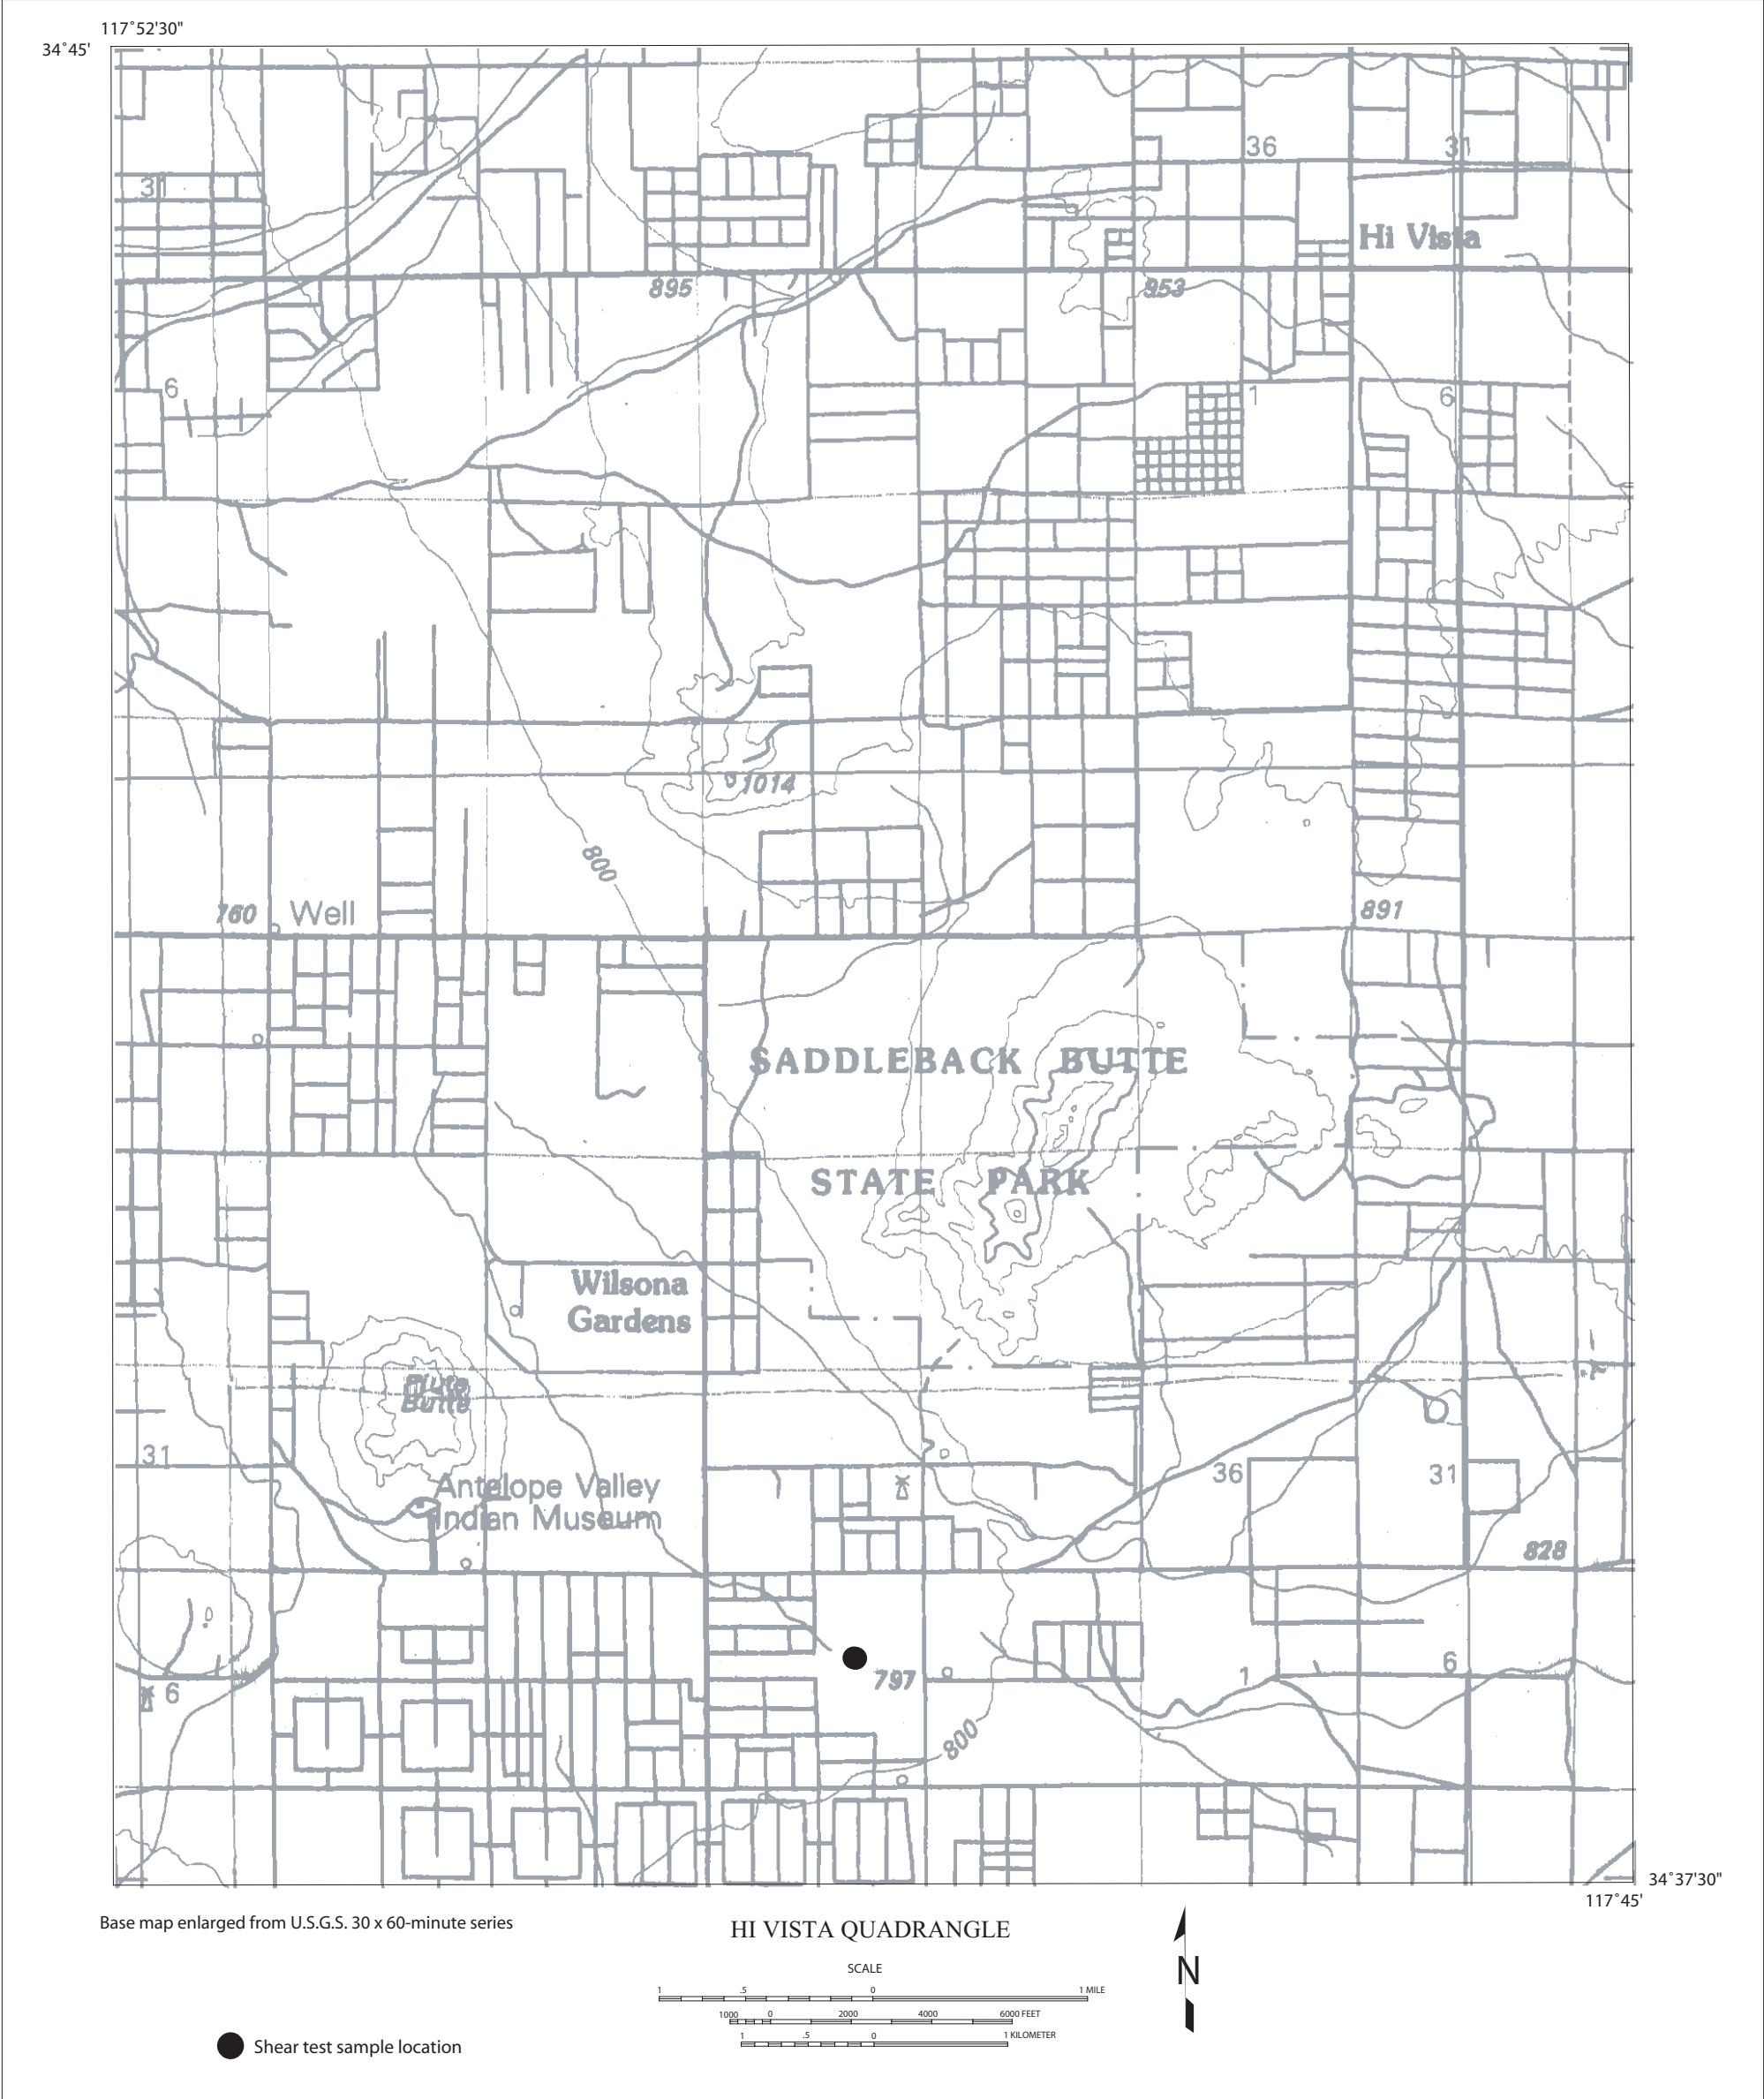 117˚52'30"
34˚45'
36
31
31
Hi Vista
895
953
6
1
6
1014
800
760 Well
891
SADDLEBACK BUTTE
STATE PARK
Wilsona
Gardens
Piute
Butte
31
36
31
Antelope Valley
Indian Museum
828
797
6
1
6
800
34˚37'30"
117˚45'
Base map enlarged from U.S.G.S. 30 x 60-minute series
HI VISTA QUADRANGLE
SCALE
1 .5 0 1 MILE
1000 0 2000 4000 6000 FEET
1 .5 0 1 KILOMETER
N
Shear test sample location